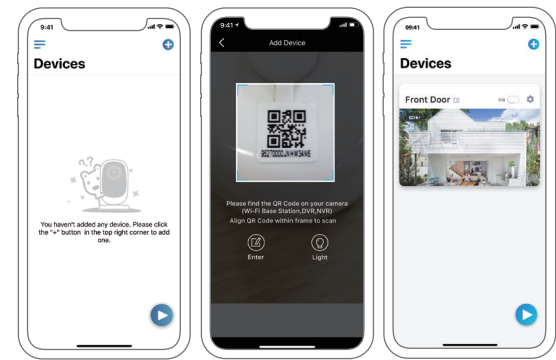 9:41
Devices
??
You haven't added any device. Please click
the "+" button in the top right corner to add
one.
9:41
Add Device
Please find the QR Code on your camera
(Wi-Fi Base Station,DVR,NVR)
Align QR Code within frame to scan
Enter
Light
09:41
Devices
Front Door
PIR